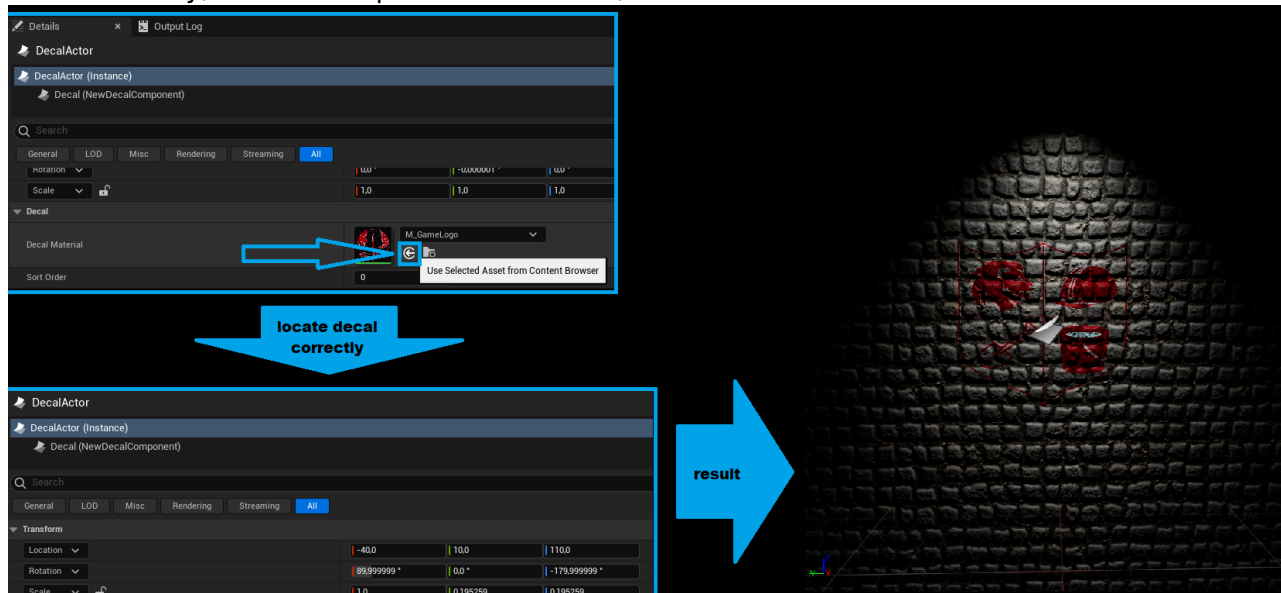 Details × Output Log
DecalActor
DecalActor (Instance)
Decal (NewDecalComponent)
Search
General LOD Misc Rendering Streaming All
Rotation 0,0 ° -0,000001 ° 0,0 °
Scale 1,0 1,0 1,0
Decal
Decal Material M_GameLogo
Use Selected Asset from Content Browser
Sort Order 0
locate decal
correctly
DecalActor
DecalActor (Instance)
Decal (NewDecalComponent)
Search
General LOD Misc Rendering Streaming All
Transform
Location -40,0 10,0 110,0
Rotation 89,999999 ° 0,0 ° -179,999999 °
Scale 1,0 0,195259 0,195259
result